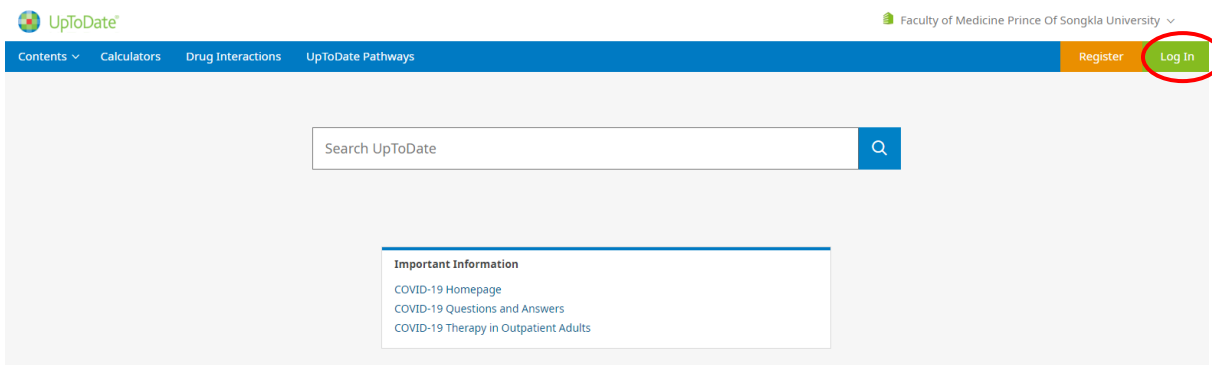 UpToDate®
Faculty of Medicine Prince Of Songkla University
Contents Calculators Drug Interactions UpToDate Pathways Register Log In
Search UpToDate
Important Information
COVID-19 Homepage
COVID-19 Questions and Answers
COVID-19 Therapy in Outpatient Adults